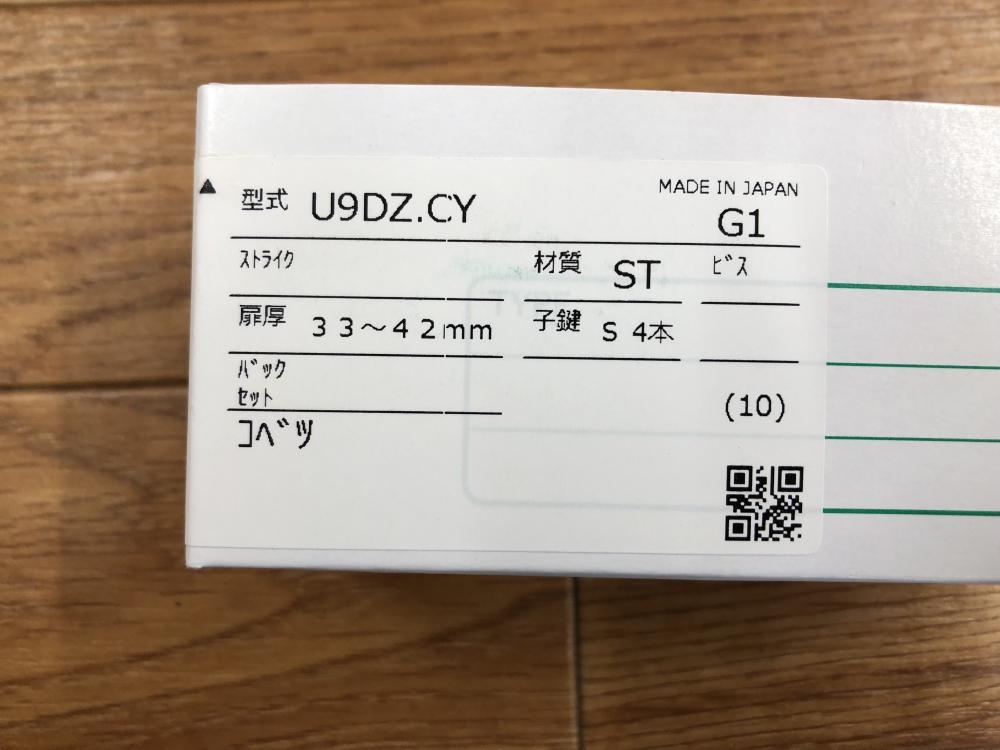 MADE IN JAPAN
▲ 型式 U9DZ.CY G1
ｽﾄﾗｲｸ 材質 ST ﾋﾞｽ
扉厚 ３３～４２mm 子鍵 Ｓ ４本
ﾊﾞｯｸ
ｾｯﾄ (10)
ｺﾍﾞﾂ
TYPE